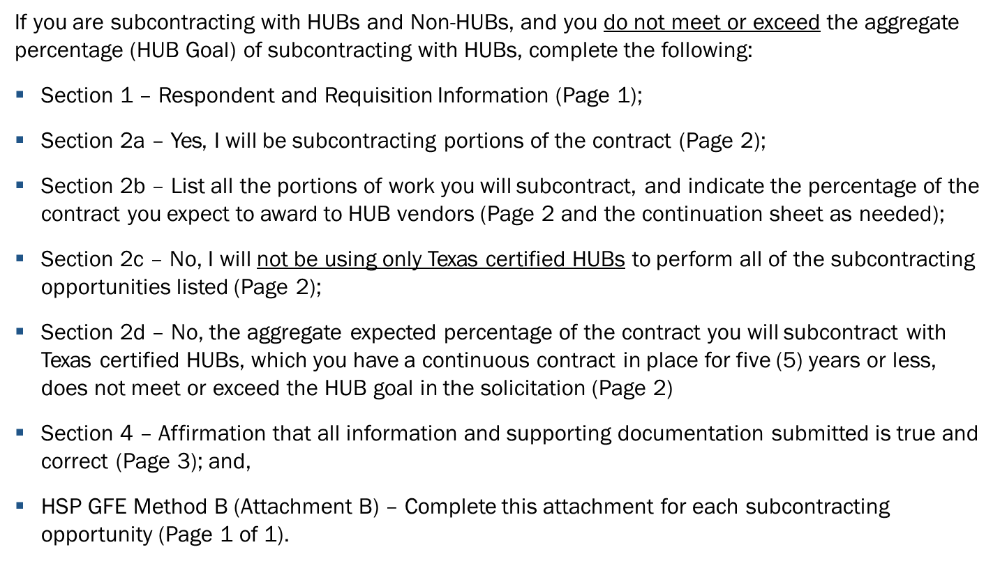 If you are subcontracting with HUBs and Non-HUBs, and you do not meet or exceed the aggregate
percentage (HUB Goal) of subcontracting with HUBs, complete the following:
▪ Section 1 – Respondent and Requisition Information (Page 1);
▪ Section 2a – Yes, I will be subcontracting portions of the contract (Page 2);
▪ Section 2b – List all the portions of work you will subcontract, and indicate the percentage of the
contract you expect to award to HUB vendors (Page 2 and the continuation sheet as needed);
▪ Section 2c – No, I will not be using only Texas certified HUBs to perform all of the subcontracting
opportunities listed (Page 2);
▪ Section 2d – No, the aggregate expected percentage of the contract you will subcontract with
Texas certified HUBs, which you have a continuous contract in place for five (5) years or less,
does not meet or exceed the HUB goal in the solicitation (Page 2)
▪ Section 4 – Affirmation that all information and supporting documentation submitted is true and
correct (Page 3); and,
▪ HSP GFE Method B (Attachment B) – Complete this attachment for each subcontracting
opportunity (Page 1 of 1).